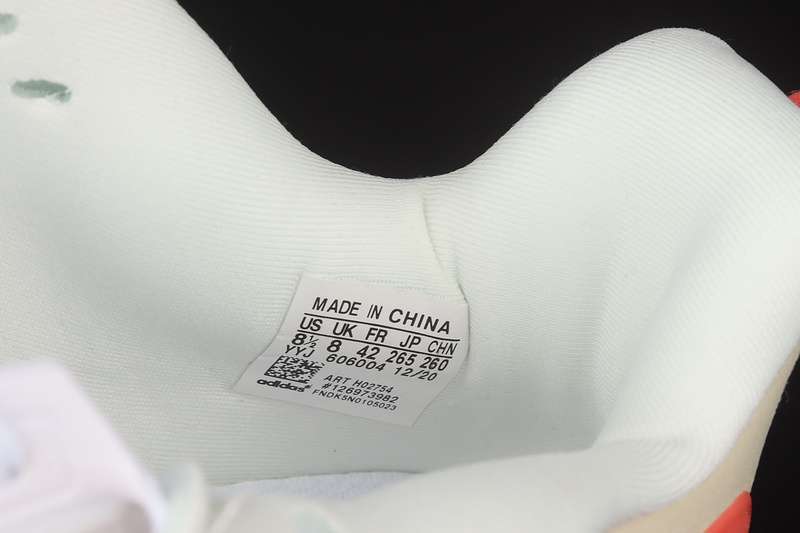 MADE IN CHINA
US UK FR JP CHN
8½ 8 42 265 260
YYJ 606004 12/20
ART H02754
#126973982
adidas FNDK5N0105023